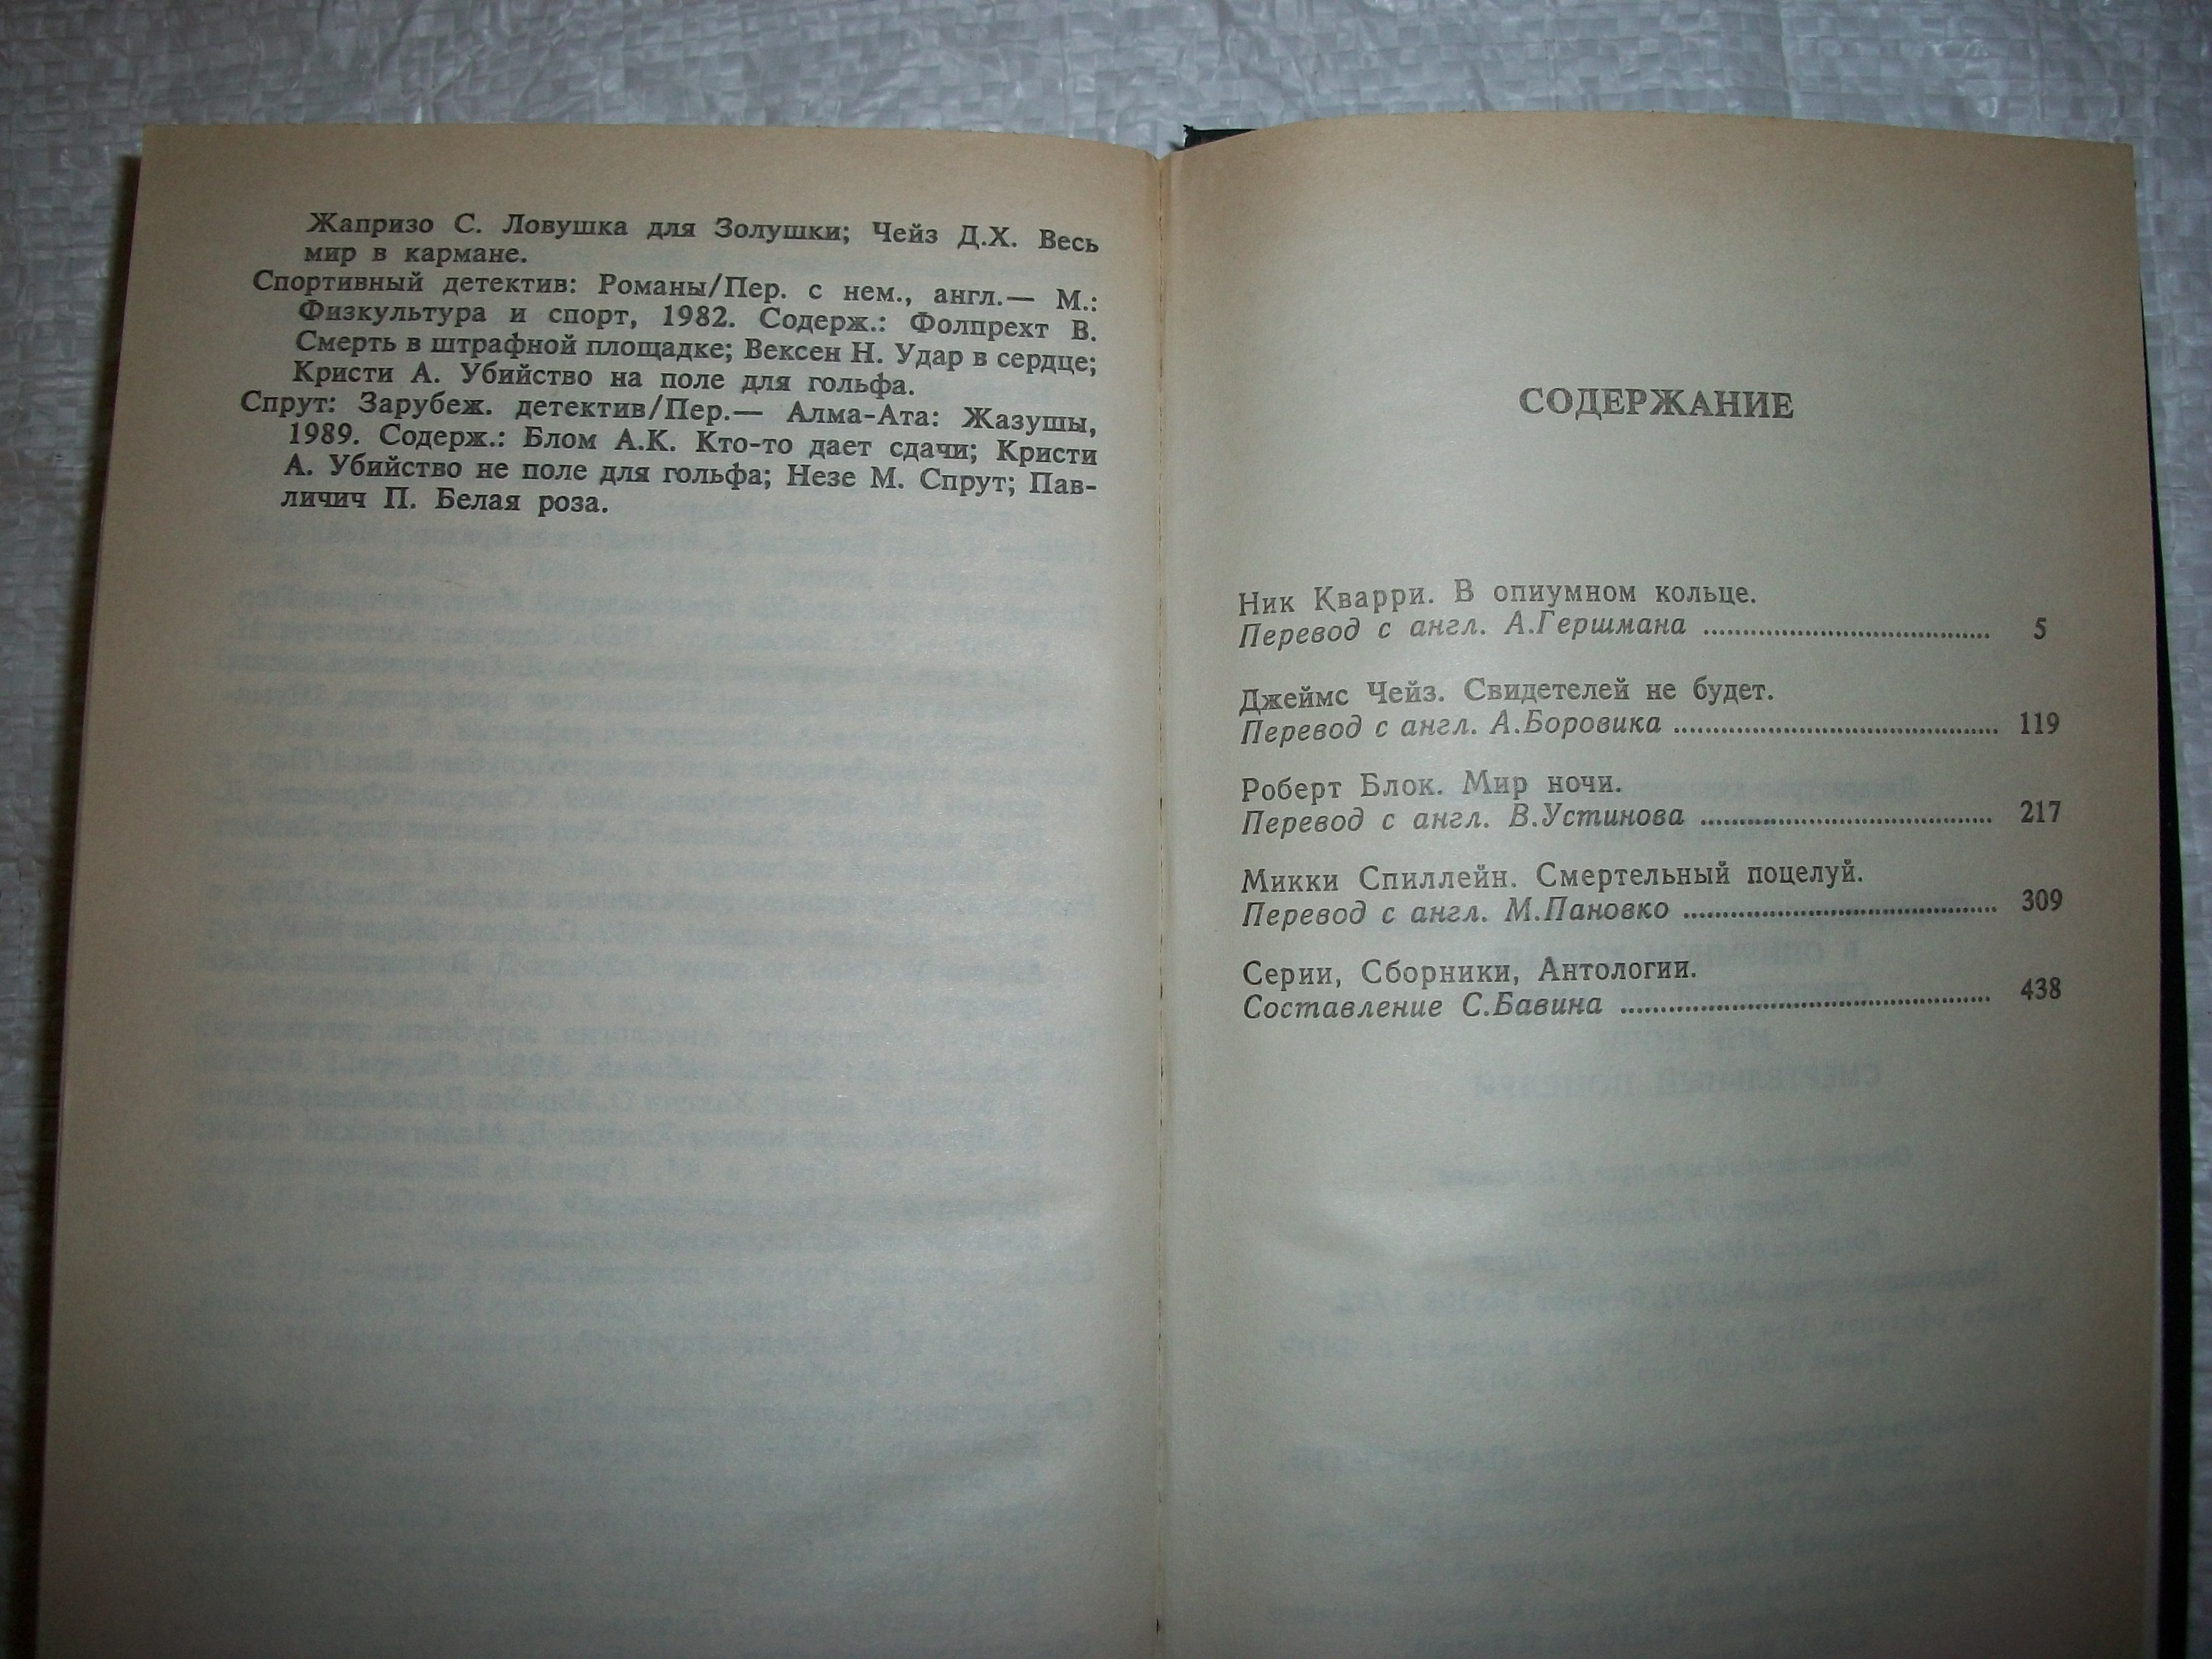 Жапризо С. Ловушка для Золушки; Чейз Д.Х. Весь
мир в кармане.
Спортивный детектив: Романы/Пер. с нем., англ.— М.:
Физкультура и спорт, 1982. Содерж.: Фолпрехт В.
Смерть в штрафной площадке; Вексен Н. Удар в сердце;
Кристи А. Убийство на поле для гольфа.
Спрут: Зарубеж. детектив/Пер.— Алма-Ата: Жазушы,
1989. Содерж.: Блом А.К. Кто-то дает сдачи; Кристи
А. Убийство не поле для гольфа; Незе М. Спрут; Пав-
личич П. Белая роза.
СОДЕРЖАНИЕ
Ник Кварри. В опиумном кольце.
Перевод с англ. А.Гершмана ........................................ 5
Джеймс Чейз. Свидетелей не будет.
Перевод с англ. А.Боровика ........................................ 119
Роберт Блок. Мир ночи.
Перевод с англ. В.Устинова ........................................ 217
Микки Спиллейн. Смертельный поцелуй.
Перевод с англ. М.Пановко ........................................ 309
Серии, Сборники, Антологии.
Составление С.Бавина ........................................ 438